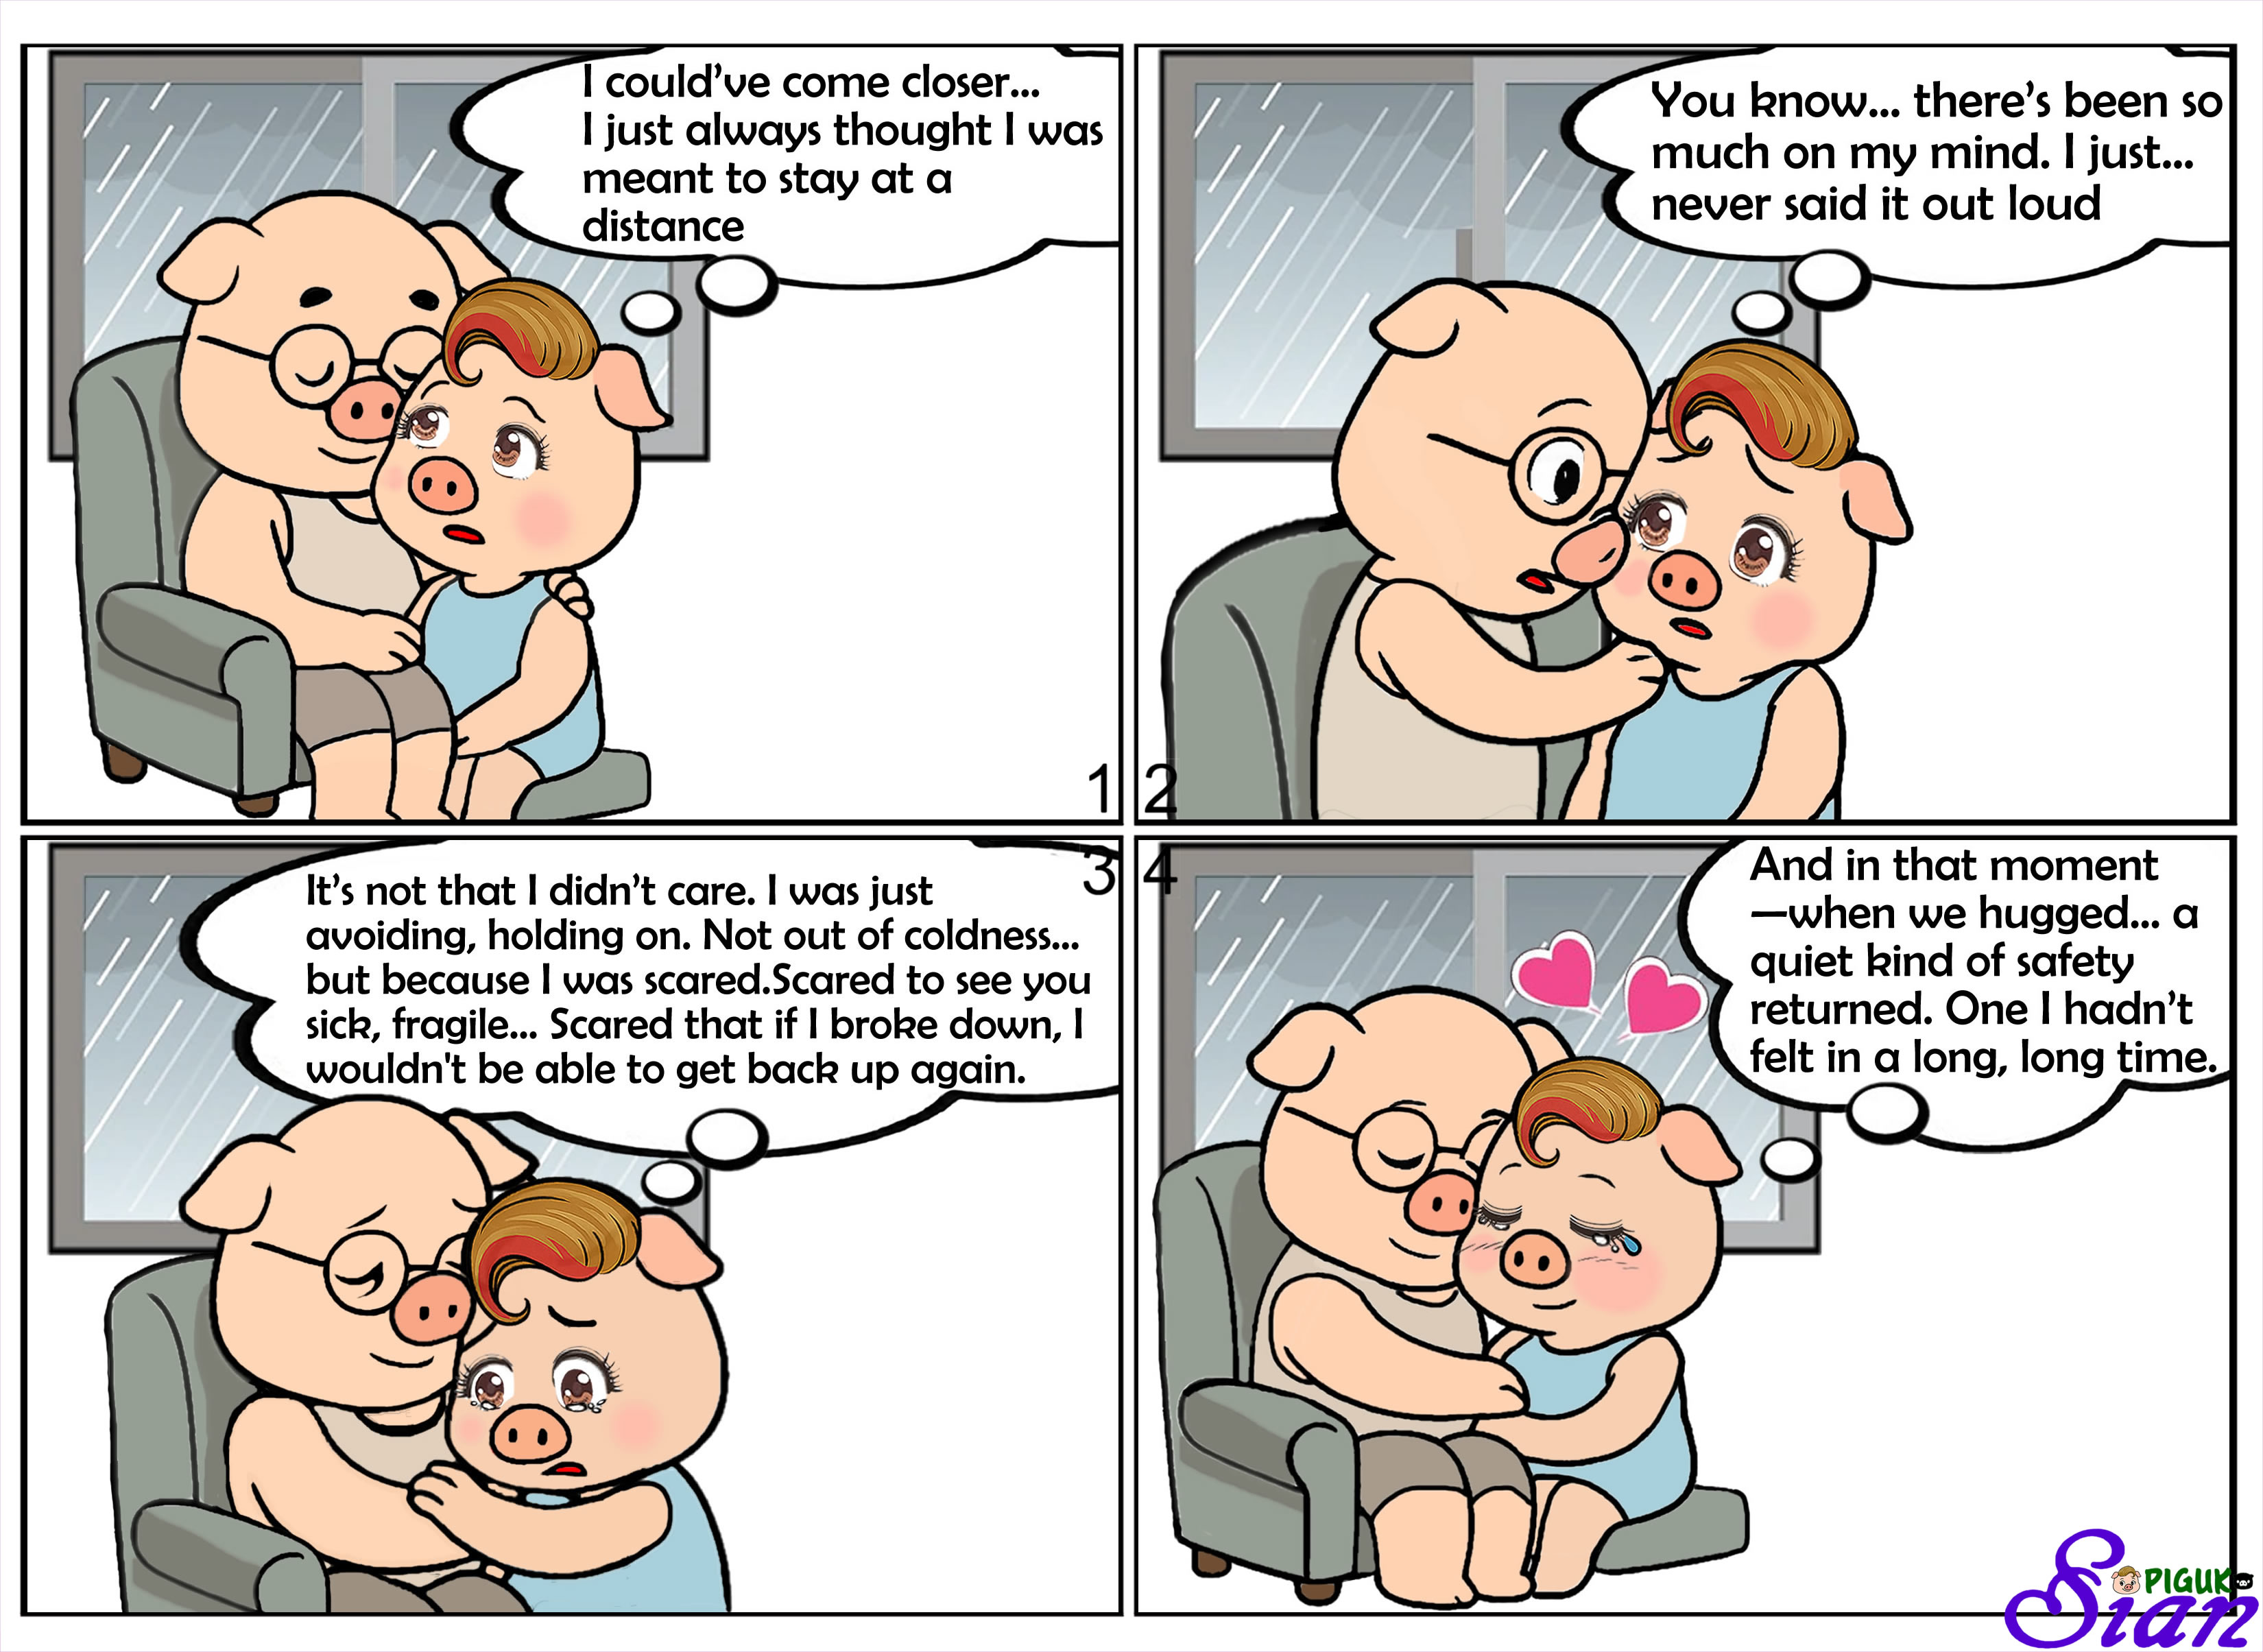 I could’ve come closer...
I just always thought I was
meant to stay at a
distance
1
You know... there’s been so
much on my mind. I just...
never said it out loud
2
It’s not that I didn’t care. I was just
avoiding, holding on. Not out of coldness...
but because I was scared.Scared to see you
sick, fragile... Scared that if I broke down, I
wouldn't be able to get back up again.
3
4
And in that moment
—when we hugged... a
quiet kind of safety
returned. One I hadn’t
felt in a long, long time.
PIGUK
Sian